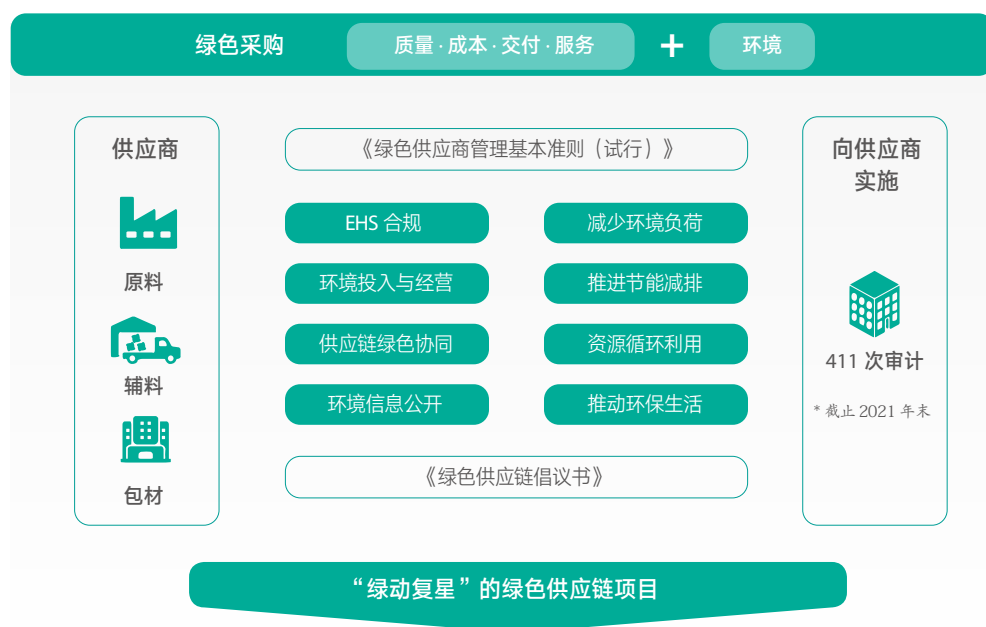 绿色采购
质量·成本·交付·服务
+
环境
供应商
原料
辅料
包材
《绿色供应商管理基本准则（试行）》
EHS 合规
减少环境负荷
环境投入与经营
推进节能减排
供应链绿色协同
资源循环利用
环境信息公开
推动环保生活
《绿色供应链倡议书》
向供应商
实施
411 次审计
* 截止 2021 年末
“绿动复星”的绿色供应链项目